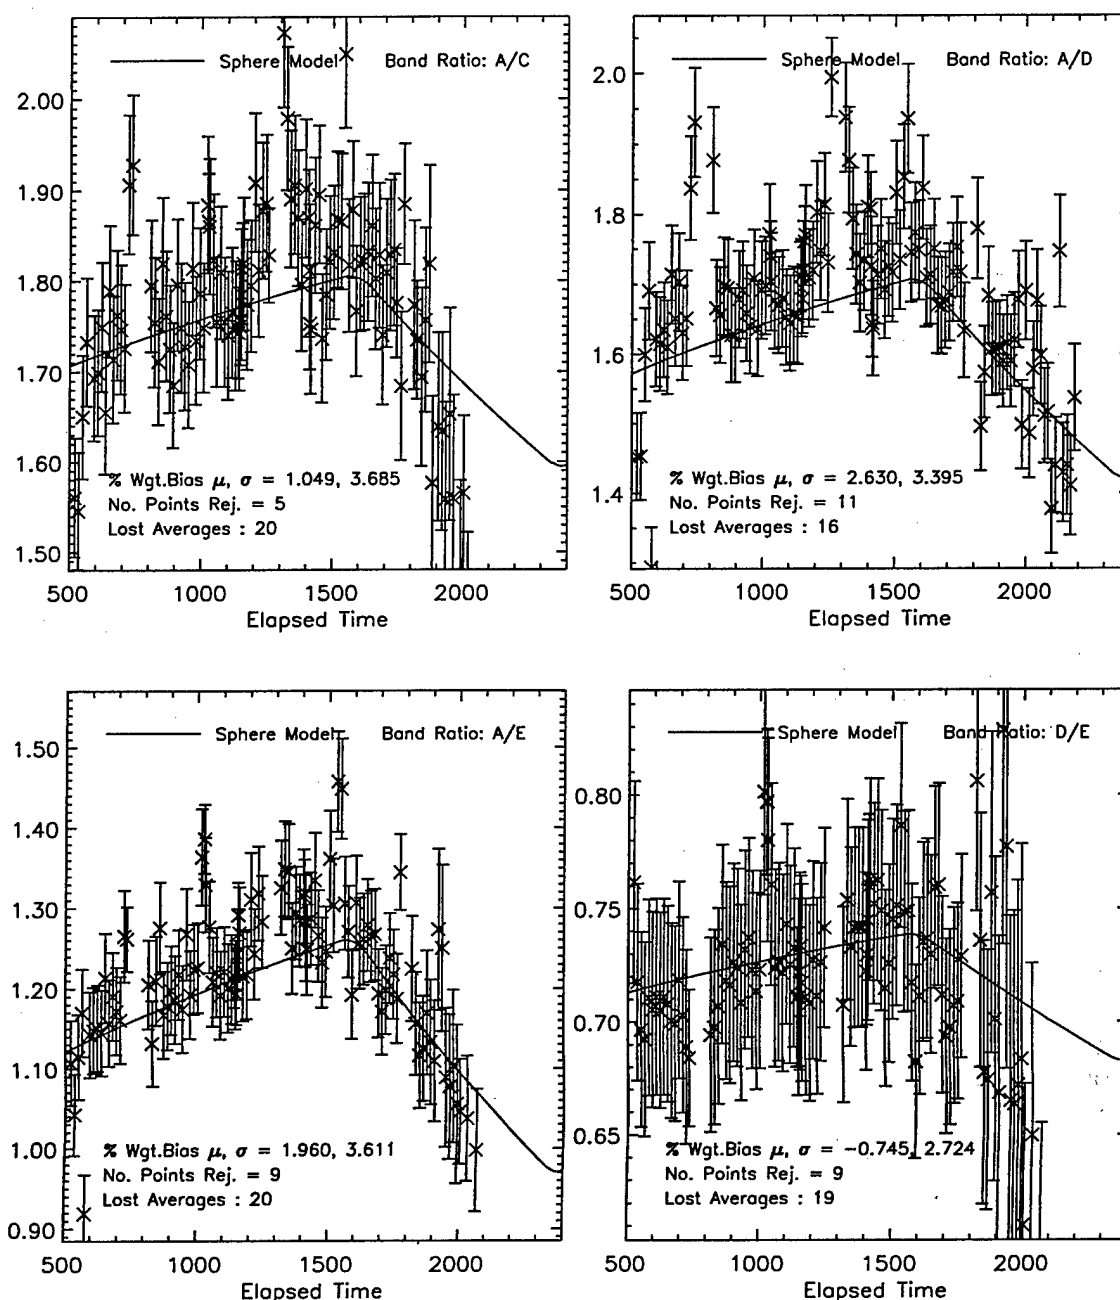 Sphere Model Band Ratio: A/C
2.00
1.90
1.80
1.70
1.60
1.50
% Wgt.Bias μ, σ = 1.049, 3.685
No. Points Rej. = 5
Lost Averages : 20
500 1000 1500 2000
Elapsed Time
Sphere Model Band Ratio: A/D
2.0
1.8
1.6
1.4
% Wgt.Bias μ, σ = 2.630, 3.395
No. Points Rej. = 11
Lost Averages : 16
500 1000 1500 2000
Elapsed Time
Sphere Model Band Ratio: A/E
1.50
1.40
1.30
1.20
1.10
1.00
0.90
% Wgt.Bias μ, σ = 1.960, 3.611
No. Points Rej. = 9
Lost Averages : 20
500 1000 1500 2000
Elapsed Time
Sphere Model Band Ratio: D/E
0.80
0.75
0.70
0.65
% Wgt.Bias μ, σ = −0.745, 2.724
No. Points Rej. = 9
Lost Averages : 19
500 1000 1500 2000
Elapsed Time